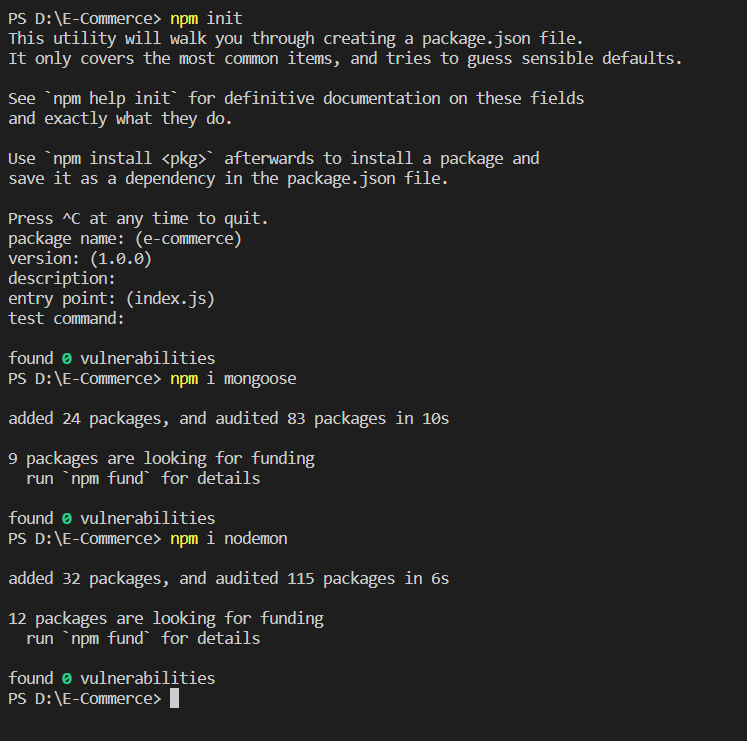 PS D:\E-Commerce> npm init
This utility will walk you through creating a package.json file.
It only covers the most common items, and tries to guess sensible defaults.
See `npm help init` for definitive documentation on these fields
and exactly what they do.
Use `npm install <pkg>` afterwards to install a package and
save it as a dependency in the package.json file.
Press ^C at any time to quit.
package name: (e-commerce)
version: (1.0.0)
description:
entry point: (index.js)
test command:
found 0 vulnerabilities
PS D:\E-Commerce> npm i mongoose
added 24 packages, and audited 83 packages in 10s
9 packages are looking for funding
  run `npm fund` for details
found 0 vulnerabilities
PS D:\E-Commerce> npm i nodemon
added 32 packages, and audited 115 packages in 6s
12 packages are looking for funding
  run `npm fund` for details
found 0 vulnerabilities
PS D:\E-Commerce>